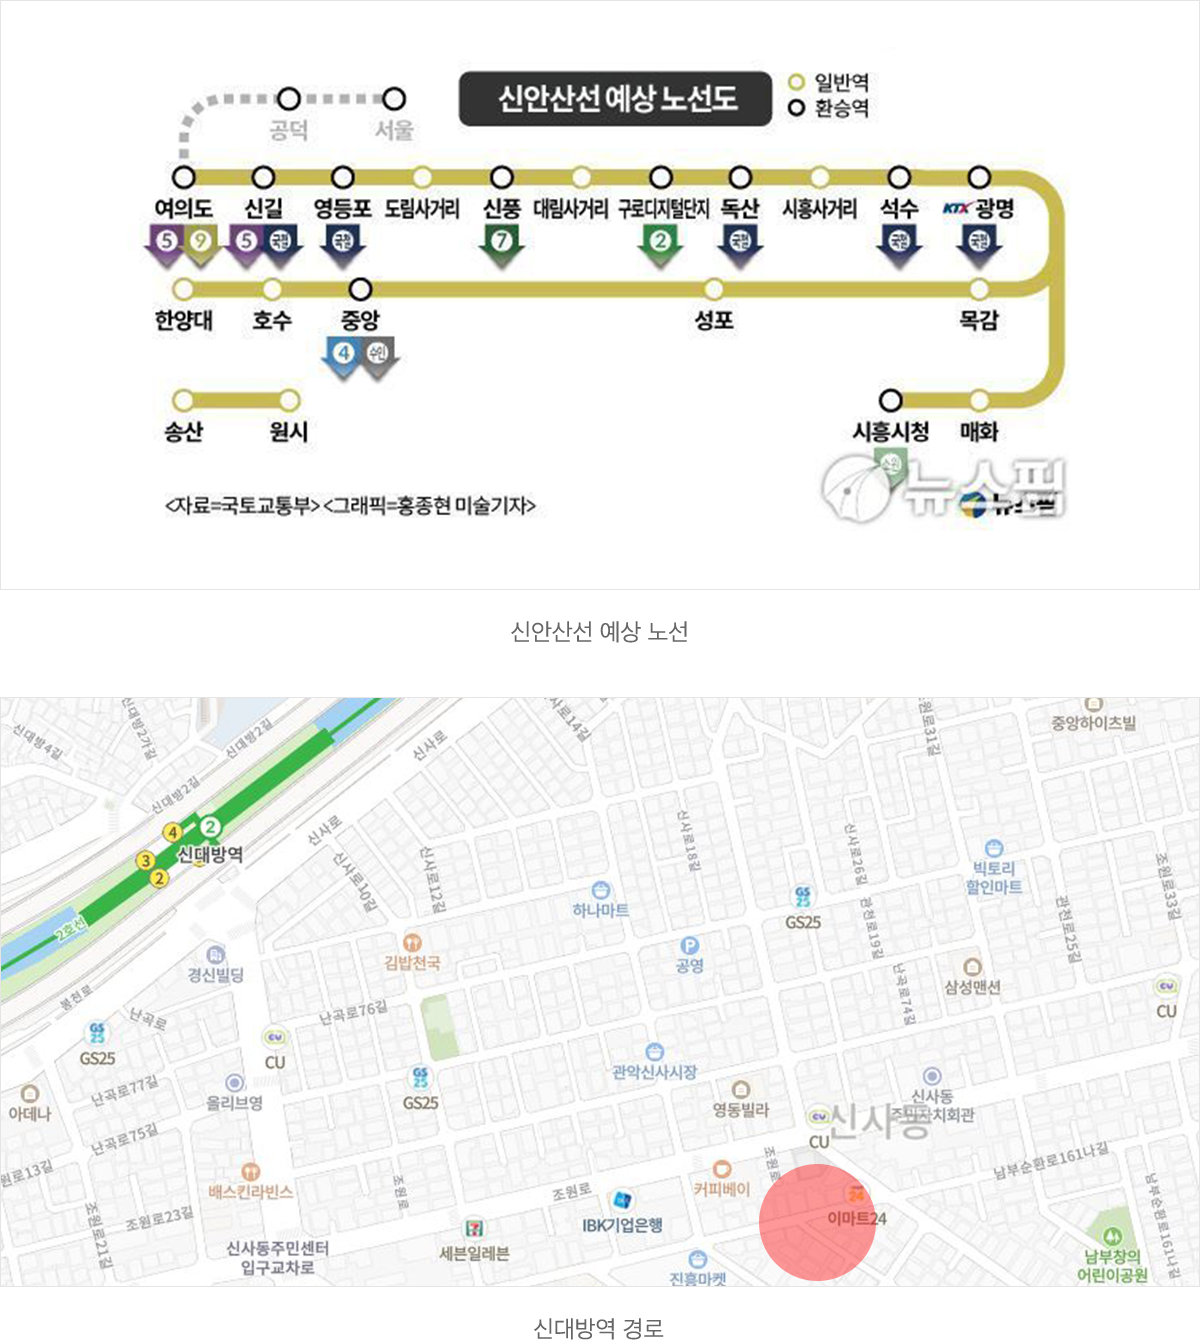 신안산선 예상 노선도
일반역
환승역
공덕
서울
여의도
신길
영등포
도림사거리
신풍
대림사거리
구로디지털단지
독산
시흥사거리
석수
KTX 광명
5
9
5
국철
국철
7
2
국철
국철
국철
한양대
호수
중앙
성포
목감
4
수인
송산
원시
시흥시청
매화
소원
<자료=국토교통부><그래픽=홍종현 미술기자>
뉴스핌
뉴스핌
신안산선 예상 노선
신대방4길
신대방2가길
신대방2길
신대방2길
신사로
신사로
신사로14길
조원로31길
중앙하이츠빌
4
2
3
신대방역
2
2호선
신사로10길
신사로12길
신사로18길
신사로26길
빅토리
할인마트
조원로33길
하나마트
GS25
GS25
관천로19길
관천로25길
경신빌딩
김밥천국
P
공영
삼성맨션
난곡로74길
봉천로
난곡로
난곡로76길
CU
CU
GS25
GS25
CU
CU
GS25
GS25
관악신사시장
영동빌라
신사동
주민자치회관
신사동
CU
CU
아데나
난곡로77길
올리브영
난곡로75길
원로13길
배스킨라빈스
조원로
조원로
조원로
커피베이
남부순환로161나길
남부순환로161나길
IBK기업은행
24
이마트24
조원로21길
조원로23길
신사동주민센터
입구교차로
7
세븐일레븐
진흥마켓
남부창의
어린이공원
신대방역 경로